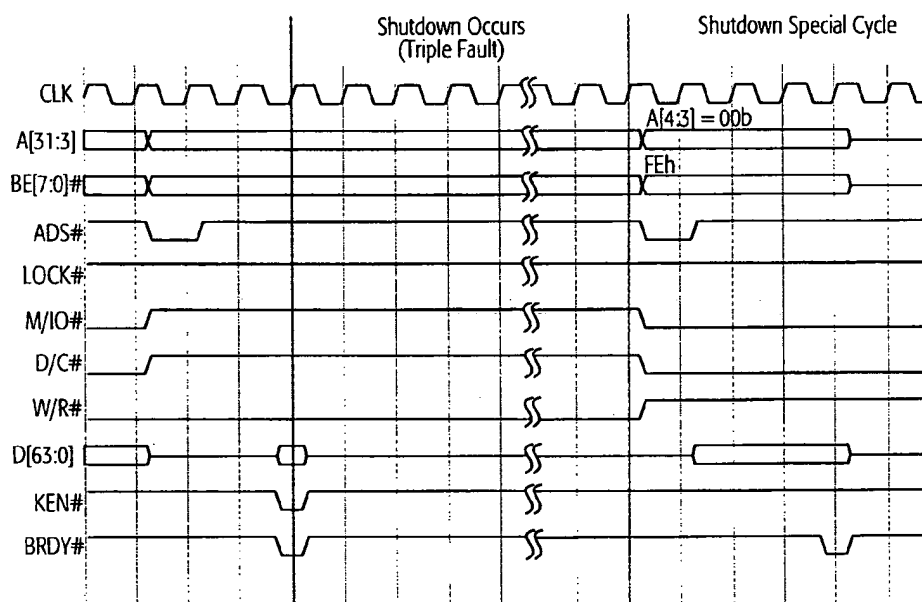 Shutdown Occurs
(Triple Fault)
Shutdown Special Cycle
CLK
A[31:3]
A[4:3] = 00b
BE[7:0]#
FEh
ADS#
LOCK#
M/IO#
D/C#
W/R#
D[63:0]
KEN#
BRDY#